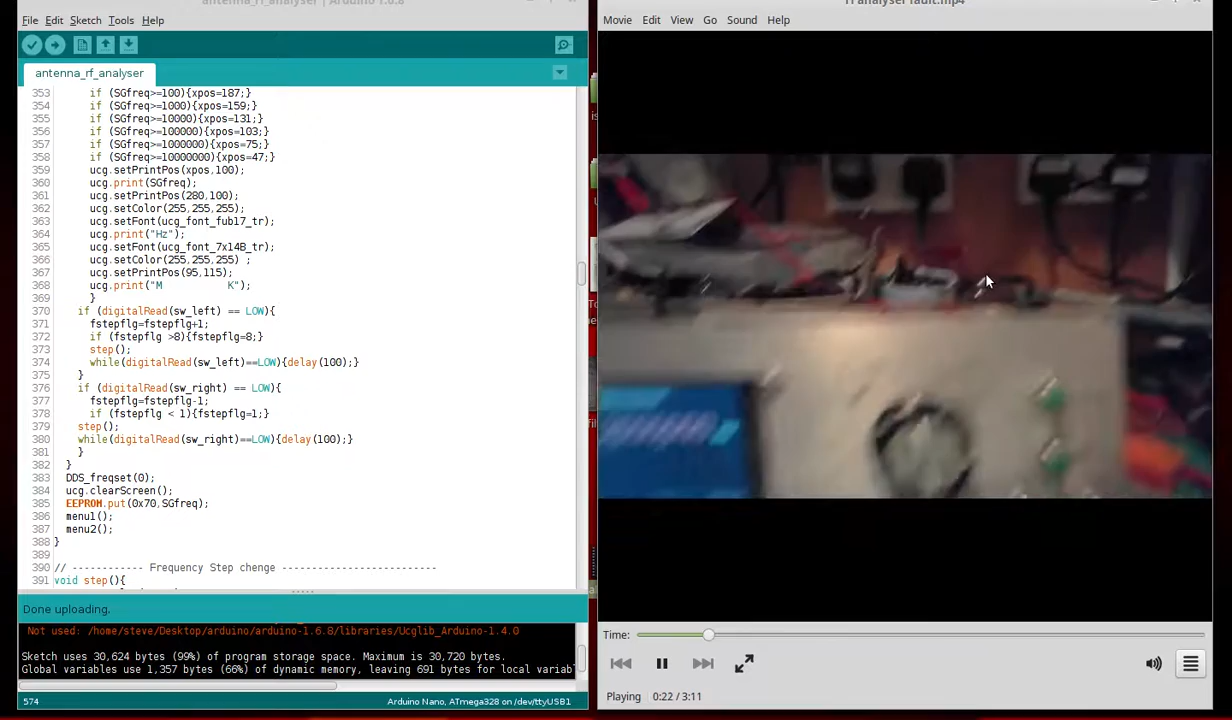 antenna_rf_analyser | Arduino 1.6.8
File Edit Sketch Tools Help
antenna_rf_analyser
353 if (SGfreq>=100){xpos=187;}
354 if (SGfreq>=1000){xpos=159;}
355 if (SGfreq>=10000){xpos=131;}
356 if (SGfreq>=100000){xpos=103;}
357 if (SGfreq>=1000000){xpos=75;}
358 if (SGfreq>=10000000){xpos=47;}
359 ucg.setPrintPos(xpos,100);
360 ucg.print(SGfreq);
361 ucg.setPrintPos(280,100);
362 ucg.setColor(255,255,255);
363 ucg.setFont(ucg_font_fub17_tr);
364 ucg.print("Hz");
365 ucg.setFont(ucg_font_7x14B_tr);
366 ucg.setColor(255,255,255) ;
367 ucg.setPrintPos(95,115);
368 ucg.print("M K");
369 }
370 if (digitalRead(sw_left) == LOW){
371 fstepflg=fstepflg+1;
372 if (fstepflg >8){fstepflg=8;}
373 step();
374 while(digitalRead(sw_left)==LOW){delay(100);}
375 }
376 if (digitalRead(sw_right) == LOW){
377 fstepflg=fstepflg-1;
378 if (fstepflg < 1){fstepflg=1;}
379 step();
380 while(digitalRead(sw_right)==LOW){delay(100);}
381 }
382 }
383 DDS_freqset(0);
384 ucg.clearScreen();
385 EEPROM.put(0x70,SGfreq);
386 menu1();
387 menu2();
388 }
389
390 // ------------ Frequency Step chenge -------------------------
391 void step(){
Done uploading.
Not used: /home/steve/Desktop/arduino/arduino-1.6.8/libraries/Ucglib_Arduino-1.4.0
Sketch uses 30,624 bytes (99%) of program storage space. Maximum is 30,720 bytes.
Global variables use 1,357 bytes (66%) of dynamic memory, leaving 691 bytes for local variabl
574 Arduino Nano, ATmega328 on /dev/ttyUSB1
rf analyser fault.mp4
Movie Edit View Go Sound Help
Time:
Playing 0:22 / 3:11